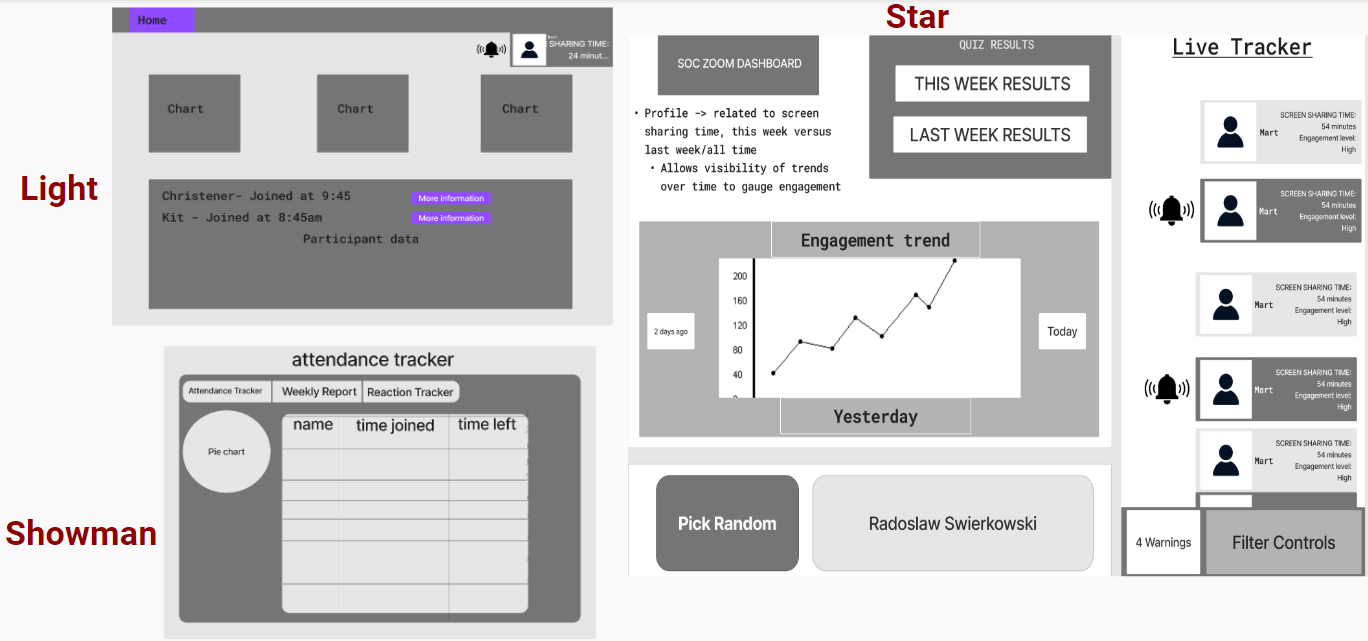 Light
Home
Mart
SHARING TIME:
24 minut...
Chart
Chart
Chart
Christener- Joined at 9:45
More information
Kit - Joined at 8:45am
More information
Participant data
Showman
attendance tracker
Attendance Tracker
Weekly Report
Reaction Tracker
Pie chart
name
time joined
time left
Star
SOC ZOOM DASHBOARD
• Profile -> related to screen
sharing time, this week versus
last week/all time
• Allows visibility of trends
over time to gauge engagement
QUIZ RESULTS
THIS WEEK RESULTS
LAST WEEK RESULTS
Engagement trend
200
160
120
80
40
2 days ago
Today
Yesterday
Pick Random
Radoslaw Swierkowski
Live Tracker
Mart
SCREEN SHARING TIME:
54 minutes
Engagement level:
High
Mart
SCREEN SHARING TIME:
54 minutes
Engagement level:
High
Mart
SCREEN SHARING TIME:
54 minutes
Engagement level:
High
Mart
SCREEN SHARING TIME:
54 minutes
Engagement level:
High
Mart
SCREEN SHARING TIME:
54 minutes
Engagement level:
High
4 Warnings
Filter Controls